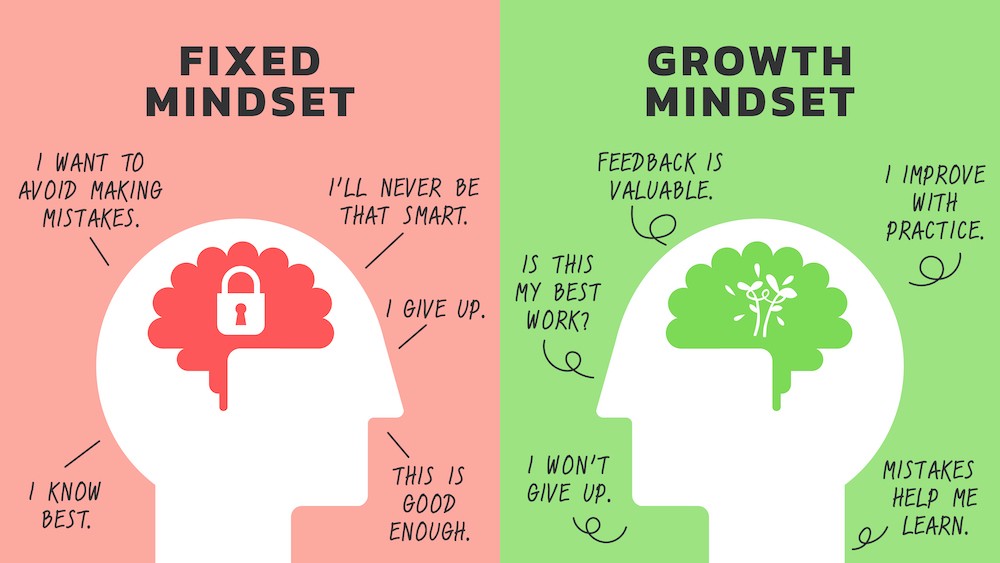 FIXED
MINDSET
I WANT TO
AVOID MAKING
MISTAKES.
I'LL NEVER BE
THAT SMART.
I GIVE UP.
I KNOW
BEST.
THIS IS
GOOD
ENOUGH.
GROWTH
MINDSET
FEEDBACK IS
VALUABLE.
I IMPROVE
WITH
PRACTICE.
IS THIS
MY BEST
WORK?
I WON'T
GIVE UP.
MISTAKES
HELP ME
LEARN.